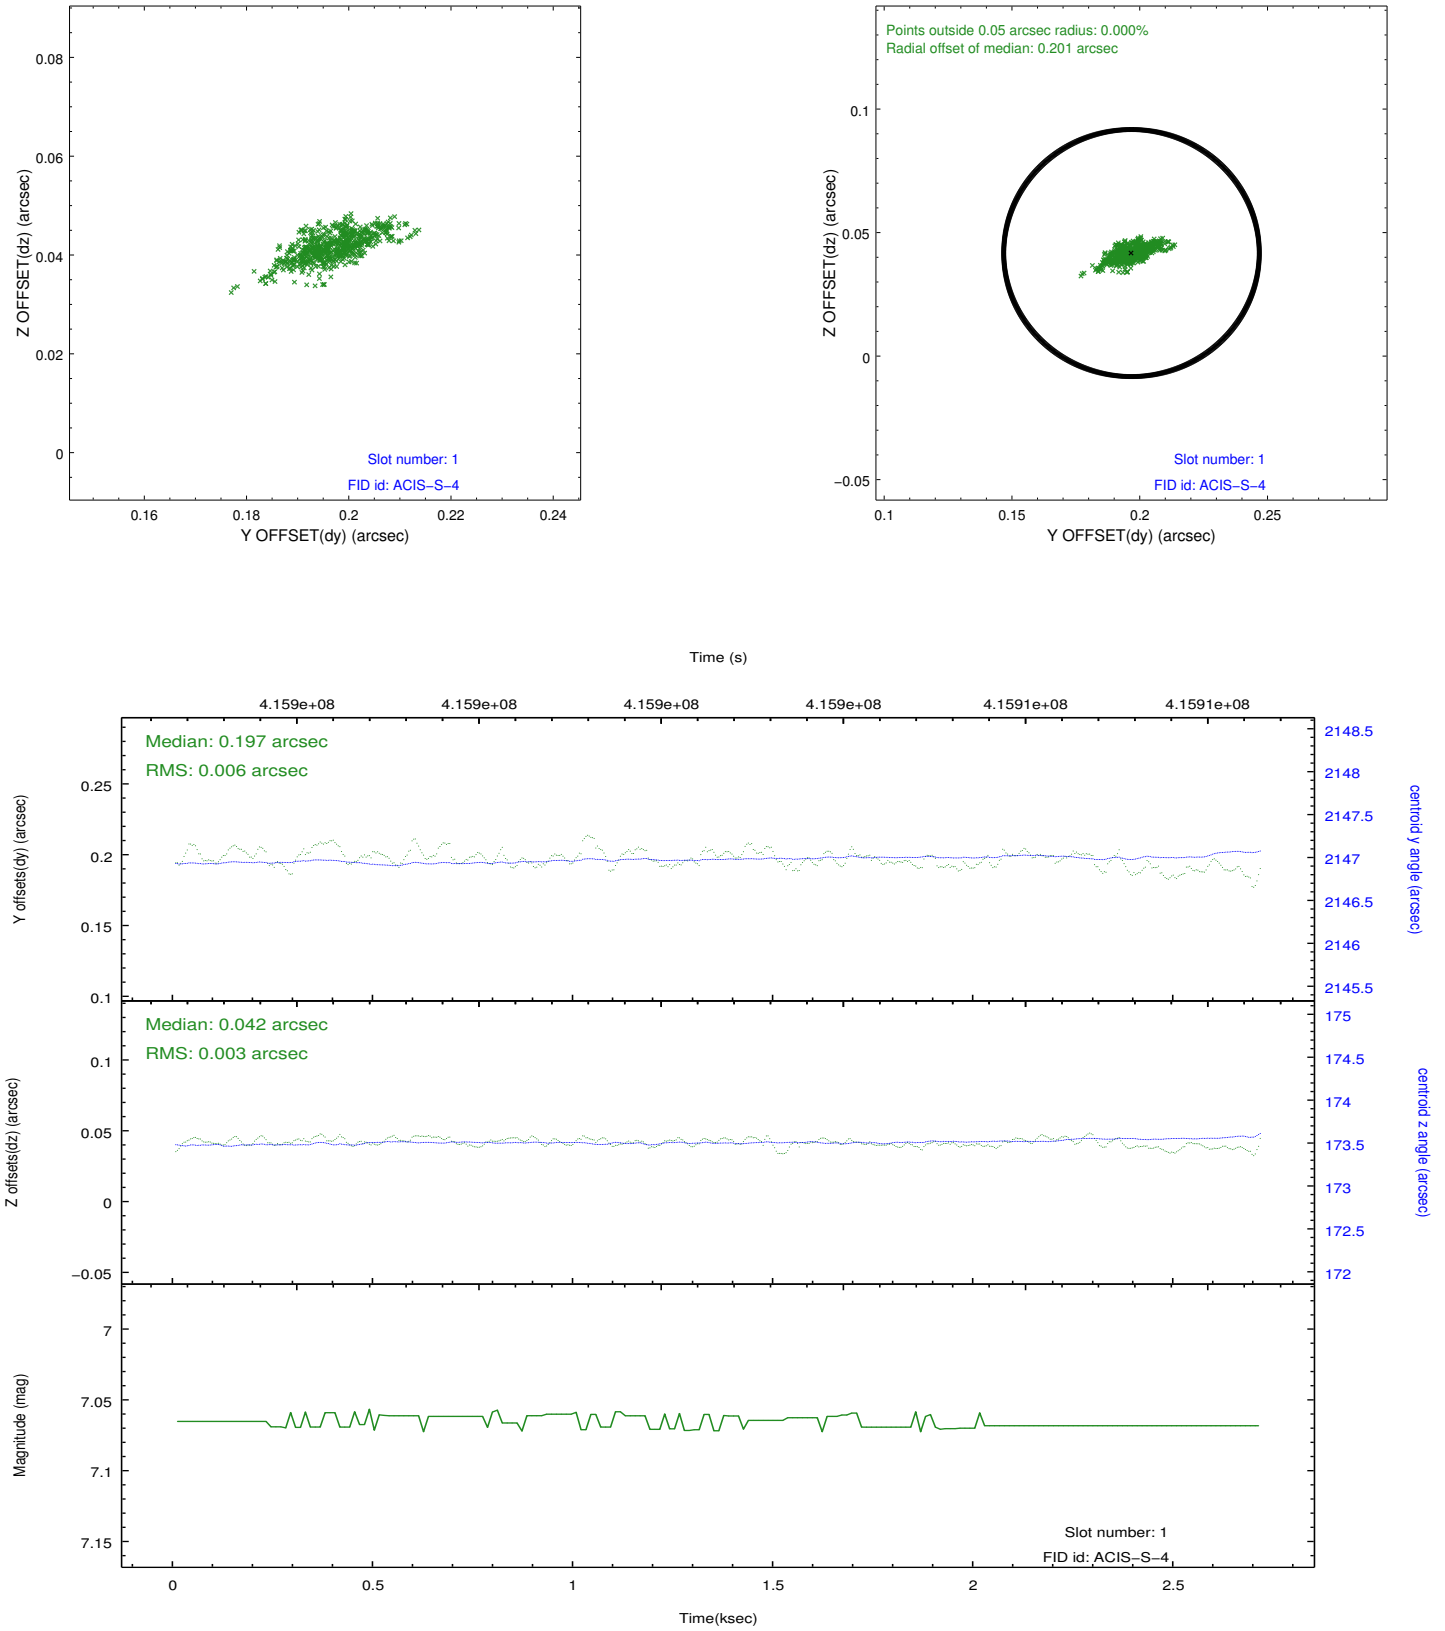 0.08
0.06
0.04
0.02
0
Z OFFSET(dz) (arcsec)
Slot number: 1
FID id: ACIS−S−4
0.16
0.18
0.2
0.22
0.24
Y OFFSET(dy) (arcsec)
Points outside 0.05 arcsec radius: 0.000%
Radial offset of median: 0.201 arcsec
0.1
0.05
0
−0.05
Z OFFSET(dz) (arcsec)
Slot number: 1
FID id: ACIS−S−4
0.1
0.15
0.2
0.25
Y OFFSET(dy) (arcsec)
Time (s)
4.159e+08
4.159e+08
4.159e+08
4.159e+08
4.1591e+08
4.1591e+08
Median: 0.197 arcsec
RMS: 0.006 arcsec
0.25
0.2
0.15
0.1
Y offsets(dy) (arcsec)
2148.5
2148
2147.5
2147
2146.5
2146
2145.5
centroid y angle (arcsec)
Median: 0.042 arcsec
RMS: 0.003 arcsec
0.1
0.05
0
−0.05
Z offsets(dz) (arcsec)
175
174.5
174
173.5
173
172.5
172
centroid z angle (arcsec)
7
7.05
7.1
7.15
Magnitude (mag)
Slot number: 1
FID id: ACIS−S−4
0
0.5
1
1.5
2
2.5
Time(ksec)